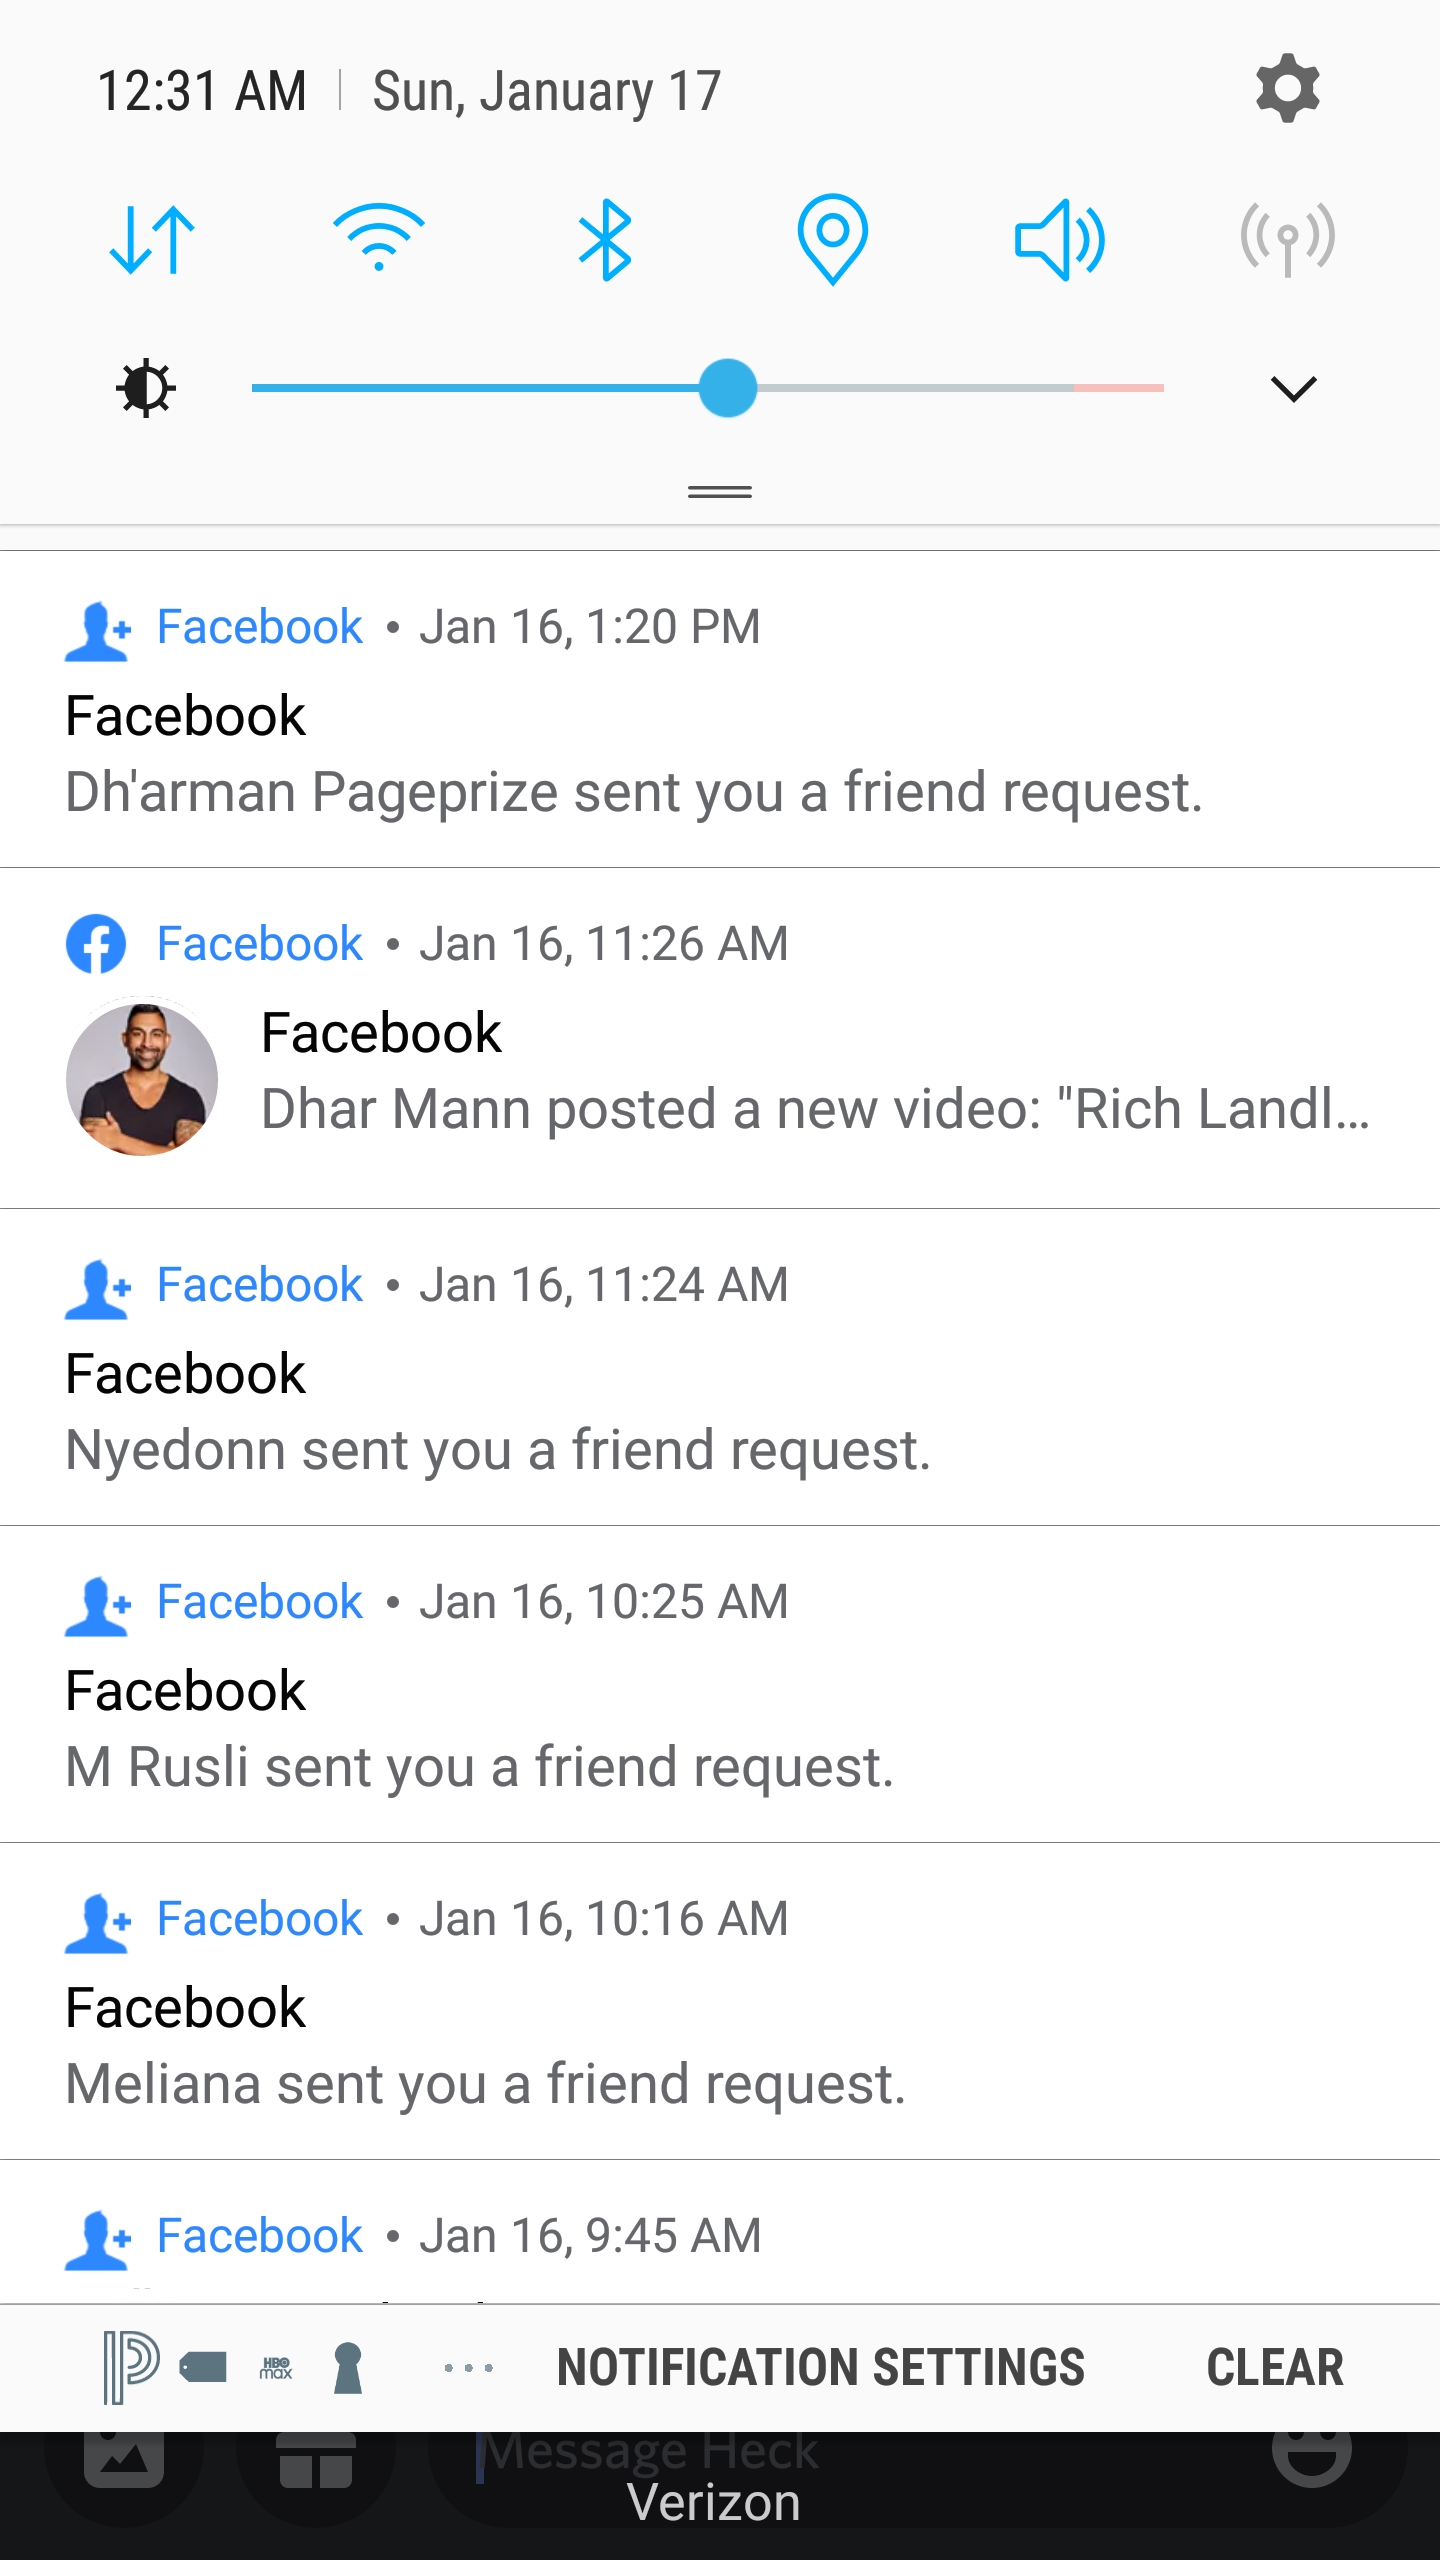 12:31 AM | Sun, January 17
Facebook • Jan 16, 1:20 PM
Facebook
Dh'arman Pageprize sent you a friend request.
Facebook • Jan 16, 11:26 AM
Facebook
Dhar Mann posted a new video: "Rich Landl...
Facebook • Jan 16, 11:24 AM
Facebook
Nyedonn sent you a friend request.
Facebook • Jan 16, 10:25 AM
Facebook
M Rusli sent you a friend request.
Facebook • Jan 16, 10:16 AM
Facebook
Meliana sent you a friend request.
Facebook • Jan 16, 9:45 AM
HBO
max
NOTIFICATION SETTINGS CLEAR
Message Heck
Verizon